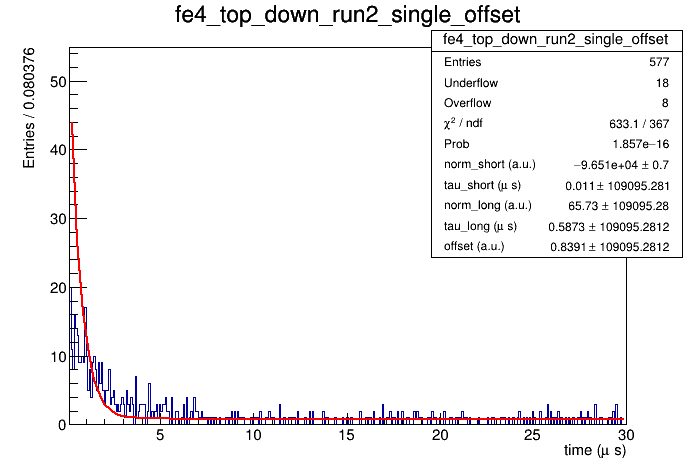 fe4_top_down_run2_single_offset
fe4_top_down_run2_single_offset
Entries 577
Underflow 18
Overflow 8
χ² / ndf 633.1 / 367
Prob 1.857e−16
norm_short (a.u.) −9.651e+04 ± 0.7
tau_short (μ s) 0.011 ± 109095.281
norm_long (a.u.) 65.73 ± 109095.28
tau_long (μ s) 0.5873 ± 109095.2812
offset (a.u.) 0.8391 ± 109095.2812
Entries / 0.080376
50
40
30
20
10
0
5 10 15 20 25 30
time (μ s)